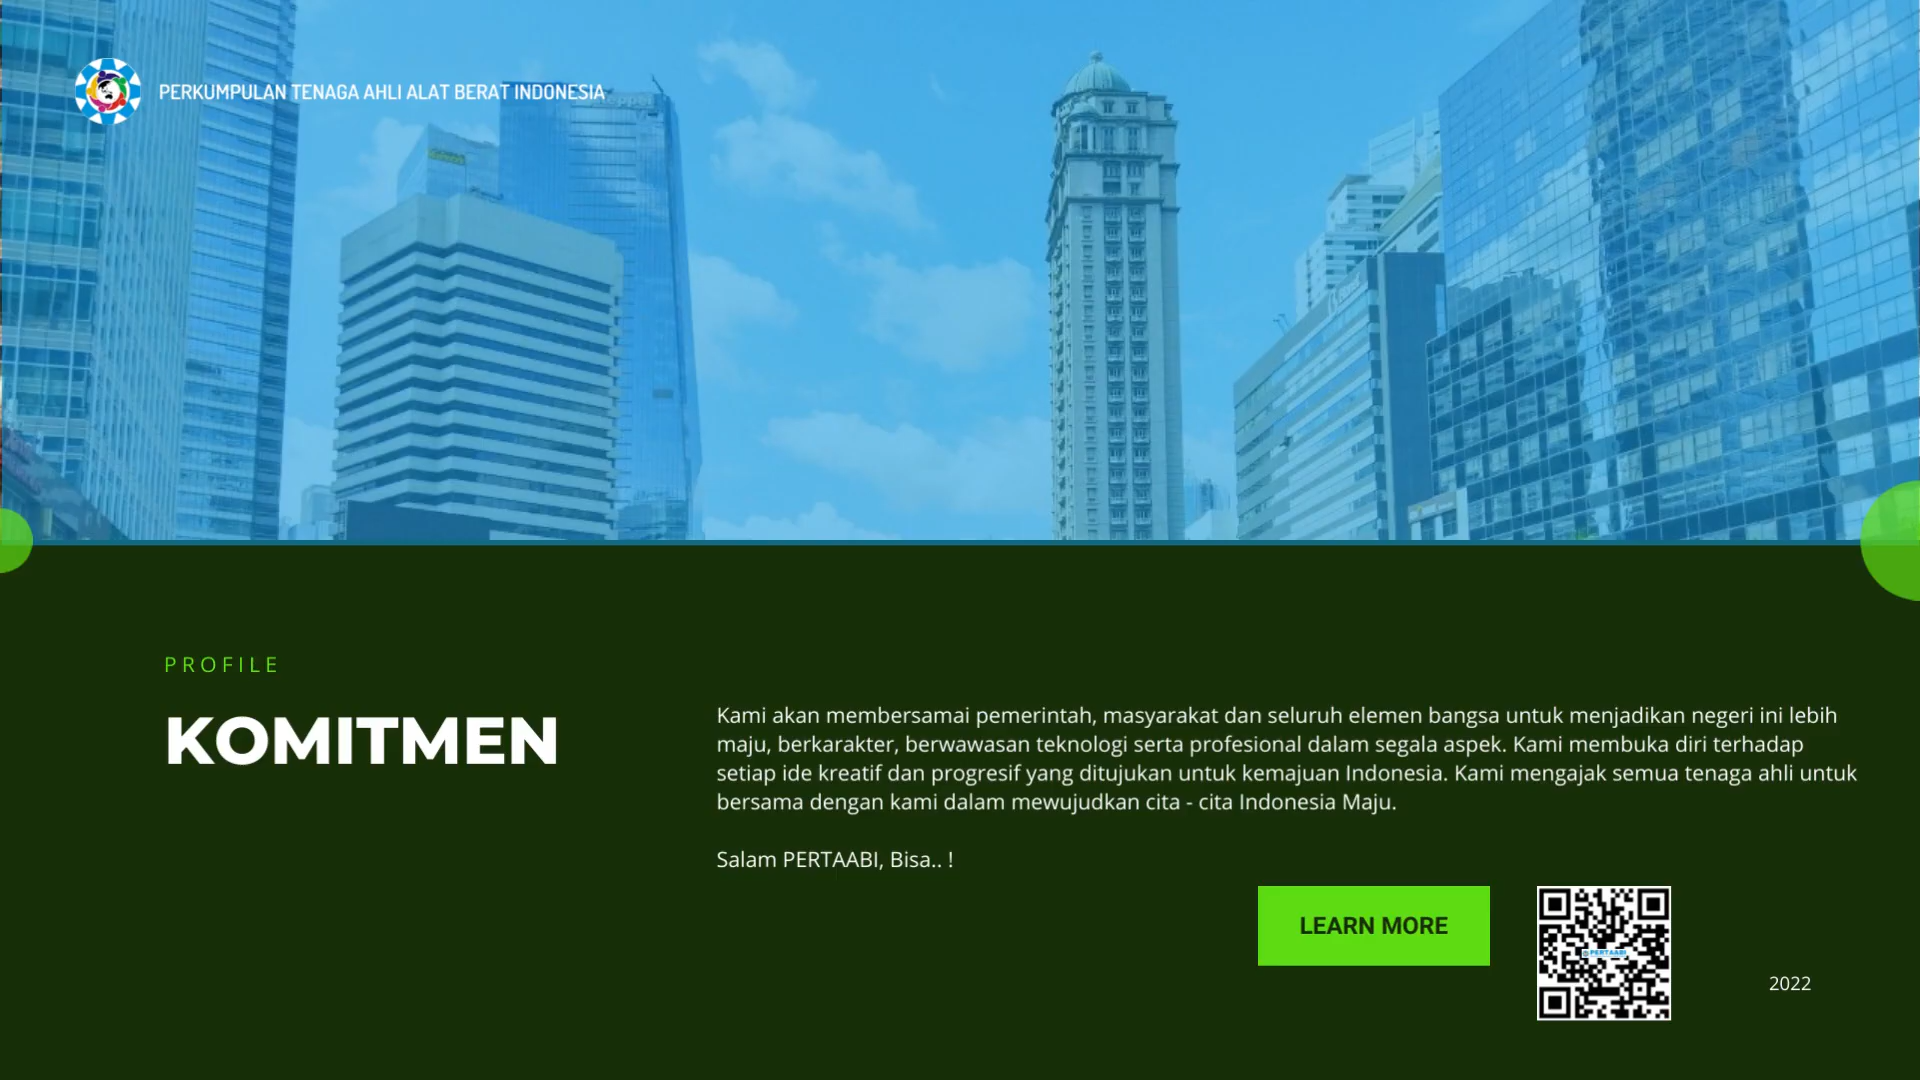 PERKUMPULAN TENAGA AHLI ALAT BERAT INDONESIA
PROFILE
KOMITMEN
Kami akan membersamai pemerintah, masyarakat dan seluruh elemen bangsa untuk menjadikan negeri ini lebih
maju, berkarakter, berwawasan teknologi serta profesional dalam segala aspek. Kami membuka diri terhadap
setiap ide kreatif dan progresif yang ditujukan untuk kemajuan Indonesia. Kami mengajak semua tenaga ahli untuk
bersama dengan kami dalam mewujudkan cita - cita Indonesia Maju.
Salam PERTAABI, Bisa.. !
LEARN MORE
PERTAABI
2022